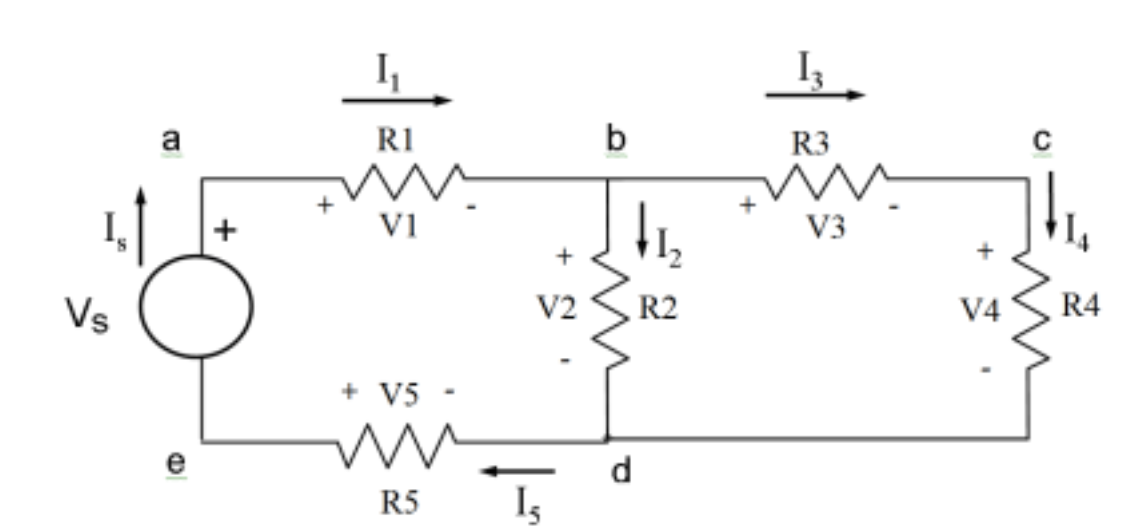 I₁ I₃
a R1 b R3 c
+ V1 - + V3 -
Iₛ + I₂ I₄
Vₛ + V2 - R2 + V4 - R4
+ V5 -
e R5 I₅ d